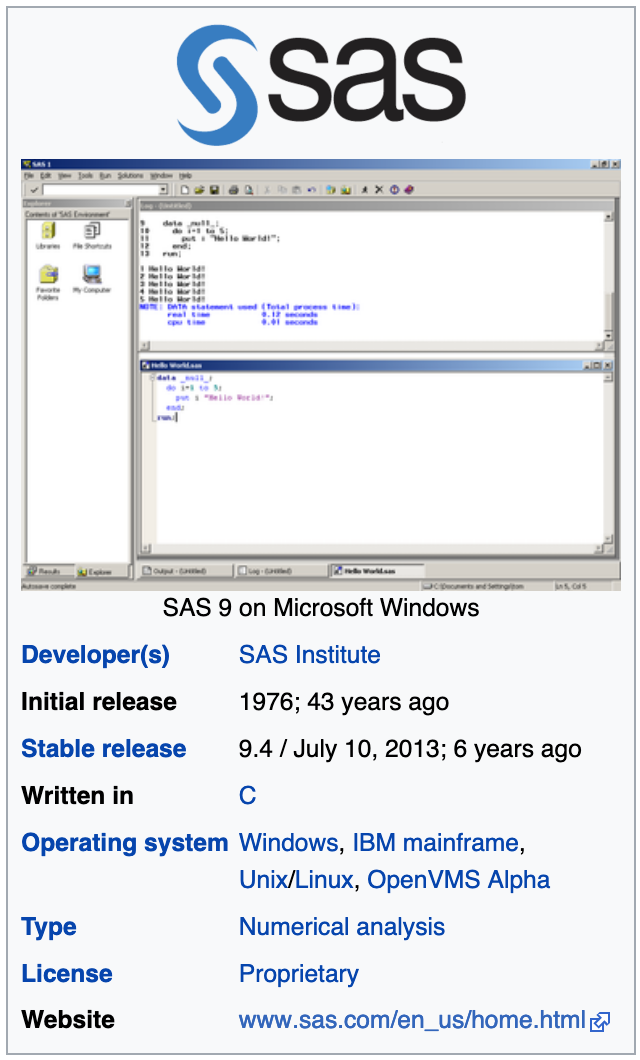 sas
SAS 1
File Edit View Tools Run Solutions Window Help
Explorer
Contents of 'SAS Environment'
Libraries
File Shortcuts
Favorite Folders
My Computer
Log - (Untitled)
9 data _null_;
10 do i=1 to 5;
11 put i "Hello World!";
12 end;
13 run;
1 Hello World!
2 Hello World!
3 Hello World!
4 Hello World!
5 Hello World!
NOTE: DATA statement used (Total process time):
real time 0.12 seconds
cpu time 0.01 seconds
Hello World.sas
data _null_;
do i=1 to 5;
put i "Hello World!";
end;
run;
Results
Explorer
Output - (Untitled)
Log - (Untitled)
Hello World.sas
Autosave complete
C:\Documents and Settings\tom
Ln 5, Col 5
SAS 9 on Microsoft Windows
Developer(s) SAS Institute
Initial release 1976; 43 years ago
Stable release 9.4 / July 10, 2013; 6 years ago
Written in C
Operating system Windows, IBM mainframe,
Unix/Linux, OpenVMS Alpha
Type Numerical analysis
License Proprietary
Website www.sas.com/en_us/home.html